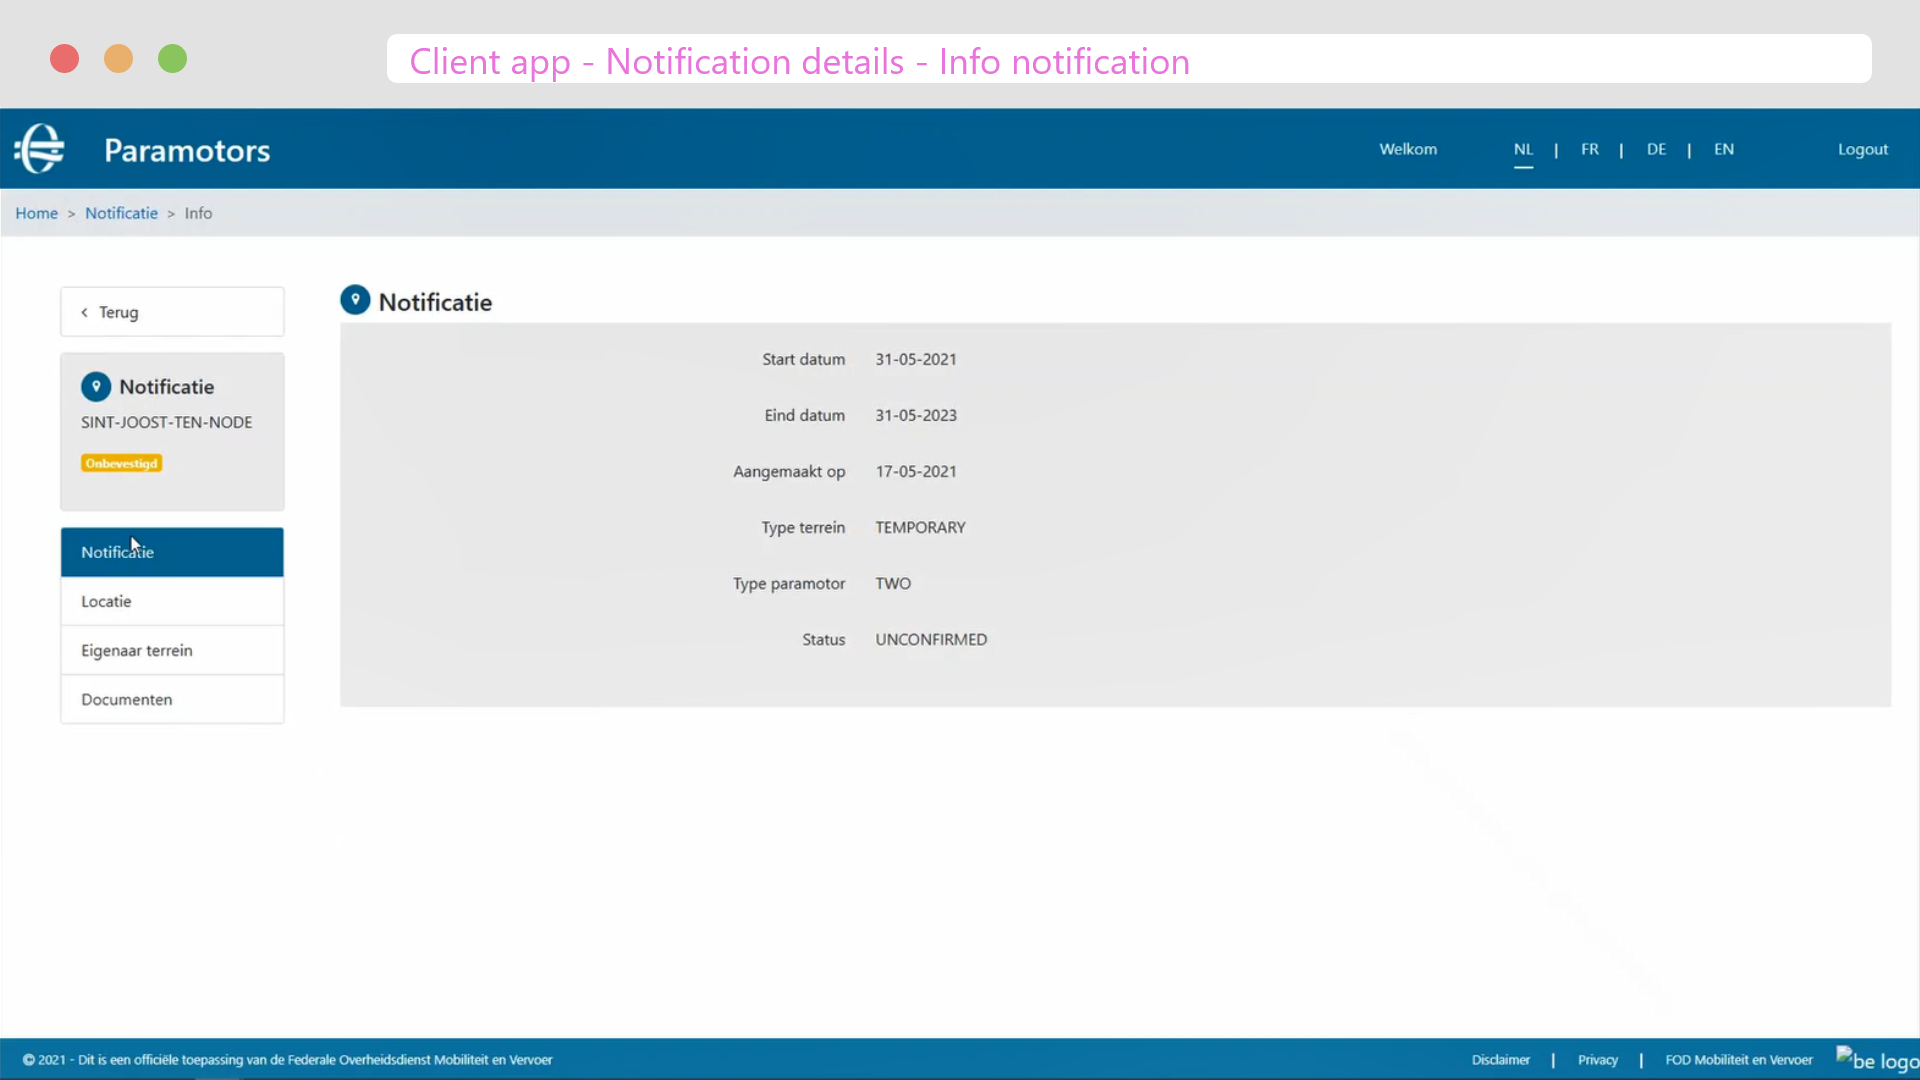 Client app - Notification details - Info notification
Paramotors
Welkom
NL | FR | DE | EN
Logout
Home > Notificatie > Info
< Terug
Notificatie
SINT-JOOST-TEN-NODE
Onbevestigd
Notificatie
Locatie
Eigenaar terrein
Documenten
Notificatie
Start datum 31-05-2021
Eind datum 31-05-2023
Aangemaakt op 17-05-2021
Type terrein TEMPORARY
Type paramotor TWO
Status UNCONFIRMED
© 2021 - Dit is een officiële toepassing van de Federale Overheidsdienst Mobiliteit en Vervoer
Disclaimer | Privacy | FOD Mobiliteit en Vervoer
be logo